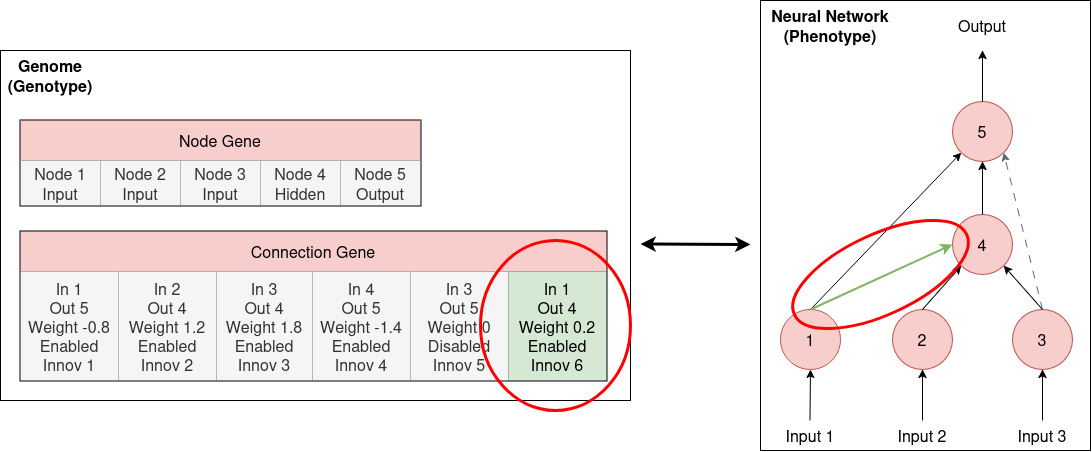 Genome
(Genotype)
Node Gene
Node 1
Input
Node 2
Input
Node 3
Input
Node 4
Hidden
Node 5
Output
Connection Gene
In 1
Out 5
Weight -0.8
Enabled
Innov 1
In 2
Out 4
Weight 1.2
Enabled
Innov 2
In 3
Out 4
Weight 1.8
Enabled
Innov 3
In 4
Out 5
Weight -1.4
Enabled
Innov 4
In 3
Out 5
Weight 0
Disabled
Innov 5
In 1
Out 4
Weight 0.2
Enabled
Innov 6
Neural Network
(Phenotype)
Output
5
4
1
2
3
Input 1
Input 2
Input 3